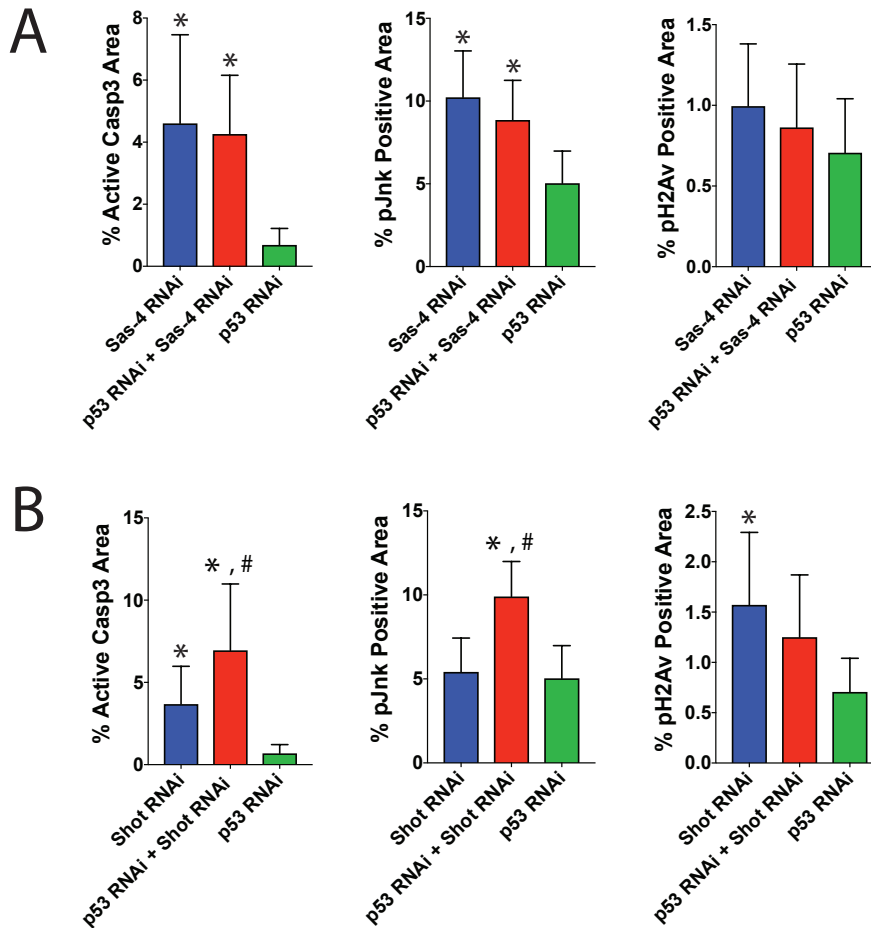 A
% Active Casp3 Area
8
6
4
2
0
*
*
Sas-4 RNAi
p53 RNAi + Sas-4 RNAi
p53 RNAi
% pJnk Positive Area
15
10
5
0
*
*
Sas-4 RNAi
p53 RNAi + Sas-4 RNAi
p53 RNAi
% pH2Av Positive Area
1.5
1.0
0.5
0.0
Sas-4 RNAi
p53 RNAi + Sas-4 RNAi
p53 RNAi
B
% Active Casp3 Area
15
10
5
0
*
* , #
Shot RNAi
p53 RNAi + Shot RNAi
p53 RNAi
% pJnk Positive Area
15
10
5
0
* , #
Shot RNAi
p53 RNAi + Shot RNAi
p53 RNAi
% pH2Av Positive Area
2.5
2.0
1.5
1.0
0.5
0.0
*
Shot RNAi
p53 RNAi + Shot RNAi
p53 RNAi